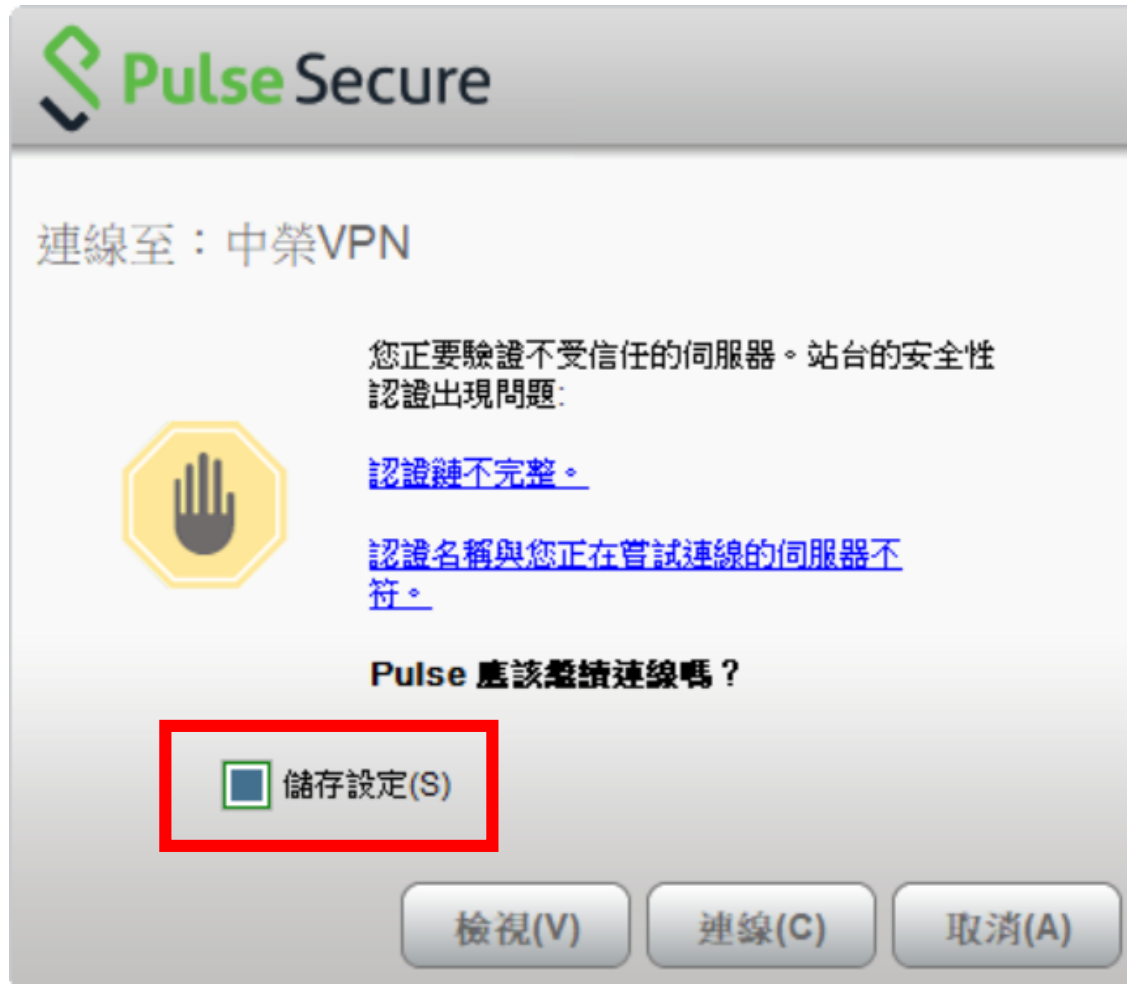 Pulse Secure
連線至：中榮VPN
您正要驗證不受信任的伺服器。站台的安全性
認證出現問題:
認證鏈不完整。
認證名稱與您正在嘗試連線的伺服器不
符。
Pulse 應該繼續連線嗎？
儲存設定(S)
檢視(V)
連線(C)
取消(A)